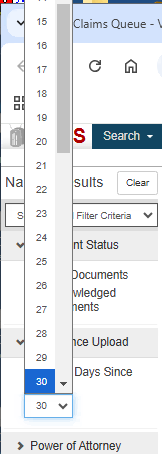 Claims Queue - V
S
Search
Na
sults
Clear
S
Filter Criteria
nt Status
Documents
wledged
ments
nce Upload
Days Since
15
16
17
18
19
20
21
22
23
24
25
26
27
28
29
30
30
Power of Attorney